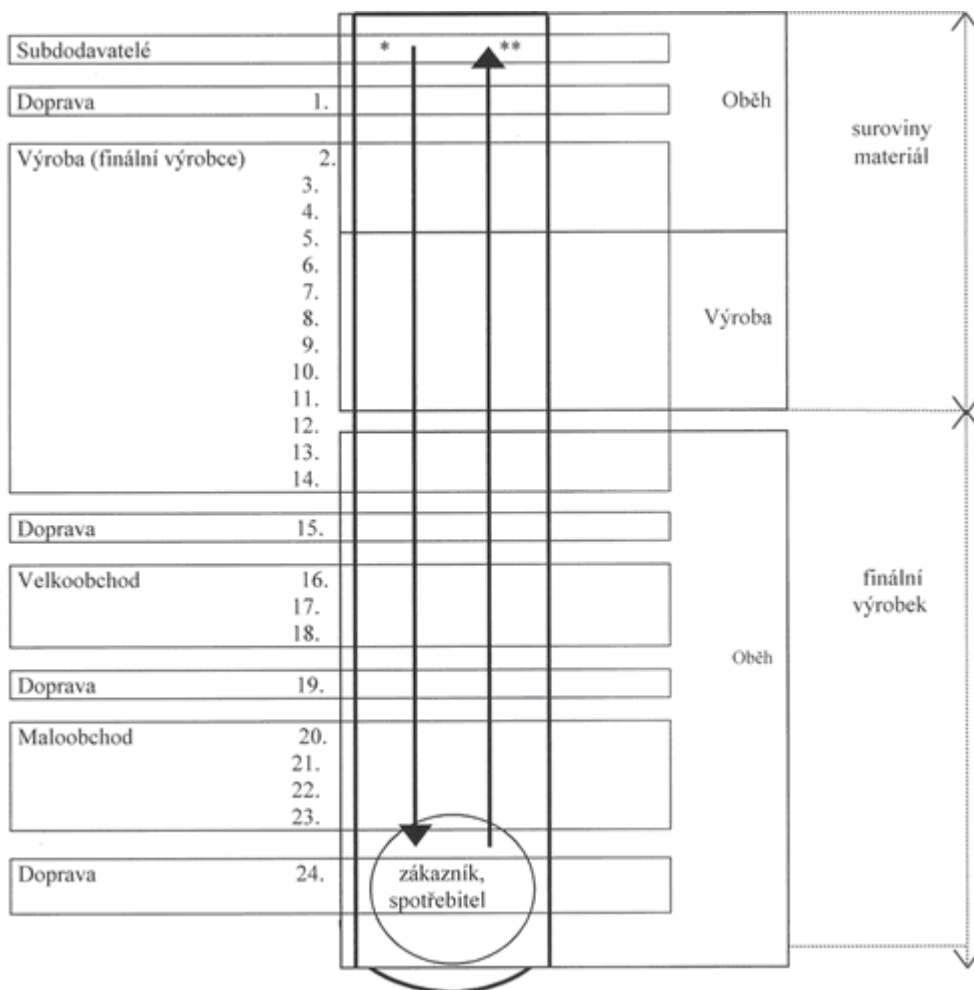 * **
Subdodavatelé
Doprava 1.
Oběh
suroviny
materiál
Výroba (finální výrobce) 2.
3.
4.
5.
6.
7.
8.
Výroba
9.
10.
11.
12.
13.
14.
Doprava 15.
Velkoobchod 16.
17.
18.
finální
výrobek
Oběh
Doprava 19.
Maloobchod 20.
21.
22.
23.
Doprava 24.
zákazník,
spotřebitel